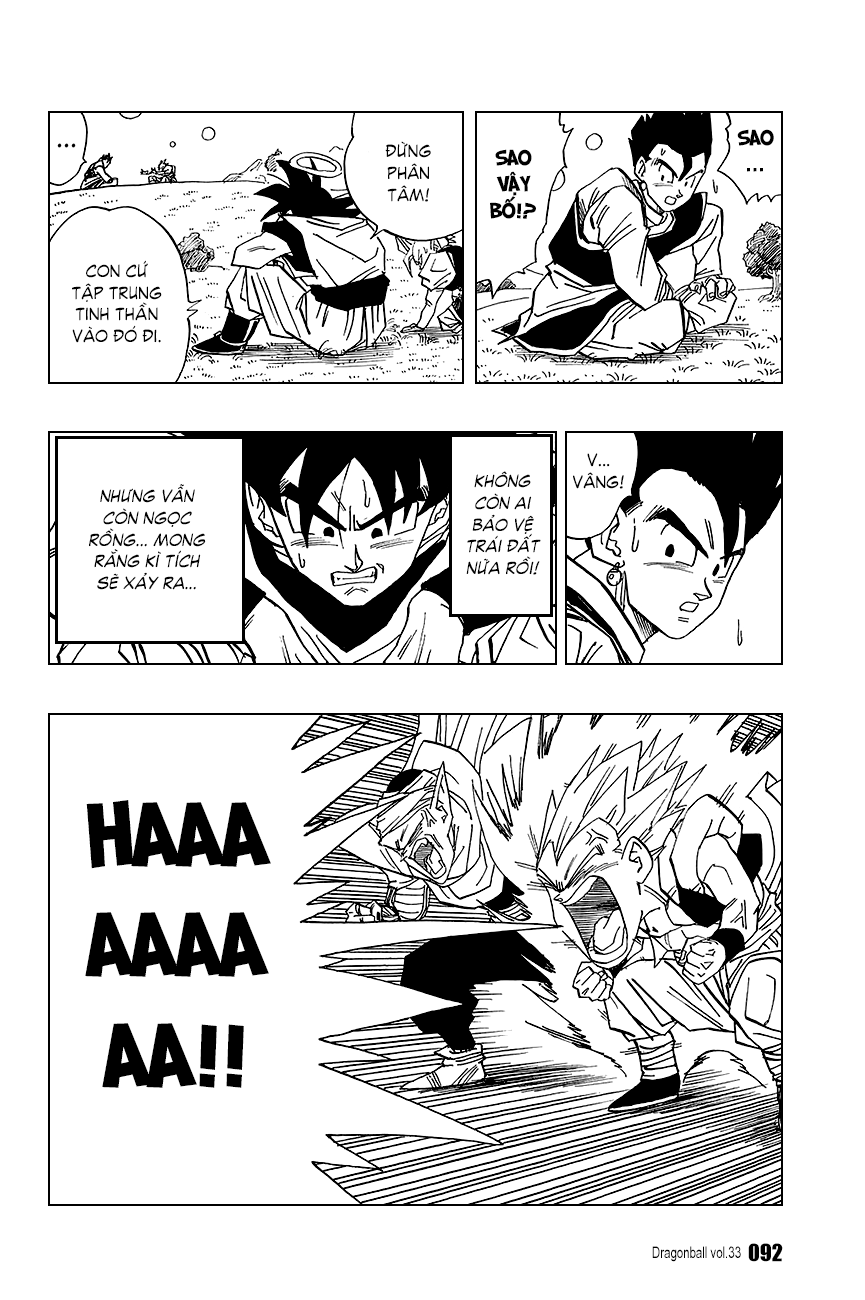 SAO
...
SAO
VẬY
BỐ!?
ĐỪNG
PHÂN
TÂM!
...
CON CỨ
TẬP TRUNG
TINH THẦN
VÀO ĐÓ ĐI.
V...
VÂNG!
KHÔNG
CÒN AI
BẢO VỆ
TRÁI ĐẤT
NỮA RỒI!
NHƯNG VẪN
CÒN NGỌC
RỒNG... MONG
RẰNG KÌ TÍCH
SẼ XẢY RA...
HAAA
AAAA
AA!!
Dragonball vol.33 092